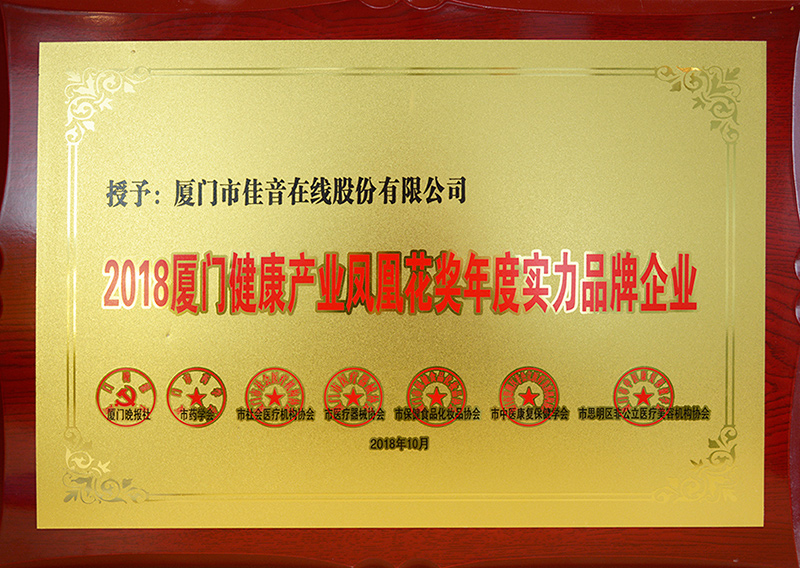 授予：厦门市佳音在线股份有限公司
2018厦门健康产业凤凰花奖年度实力品牌企业
厦门晚报社 市药学会 市社会医疗机构协会 市医疗器械协会 市保健食品化妆品协会 市中医康复保健学会 市思明区非公立医疗美容机构协会
2018年10月